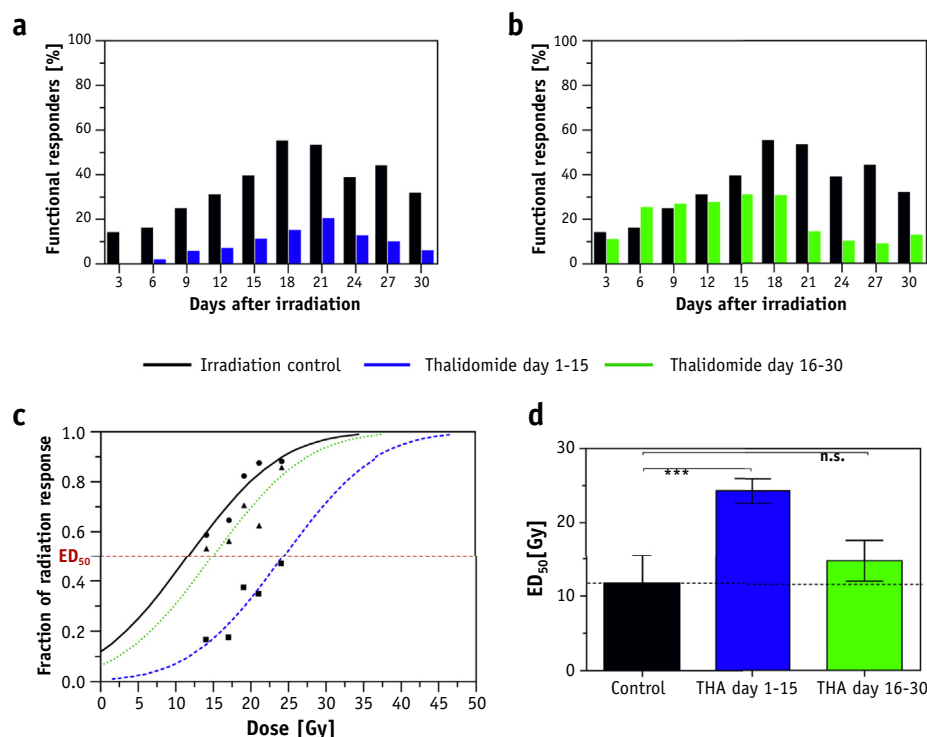 a
Functional responders [%]
100
80
60
40
20
0
3 6 9 12 15 18 21 24 27 30
Days after irradiation
b
Functional responders [%]
100
80
60
40
20
0
3 6 9 12 15 18 21 24 27 30
Days after irradiation
Irradiation control Thalidomide day 1-15 Thalidomide day 16-30
c
Fraction of radiation response
1.0
0.8
0.6
ED50
0.4
0.2
0.0
0 5 10 15 20 25 30 35 40 45 50
Dose [Gy]
d
ED50[Gy]
30
20
10
0
n.s.
***
Control THA day 1-15 THA day 16-30